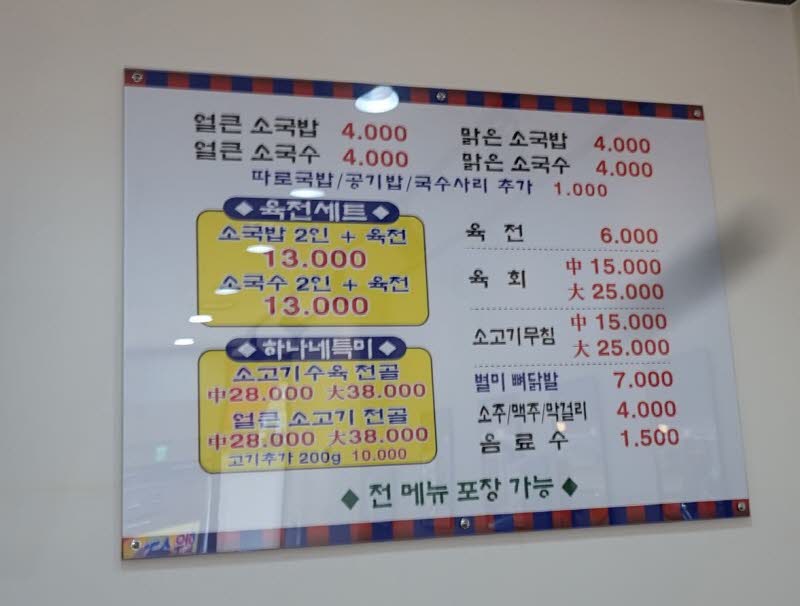 얼큰 소국밥 4.000 맑은 소국밥 4.000
얼큰 소국수 4.000 맑은 소국수 4.000
따로국밥/공기밥/국수사리 추가 1.000
◆ 육전세트 ◆
소국밥 2인 + 육전
13.000
소국수 2인 + 육전
13.000
◆ 하나네특미 ◆
소고기수육 전골
中28.000 大38.000
얼큰 소고기 전골
中28.000 大38.000
고기추가 200g 10,000
육 전 6.000
육 회 中 15.000
大 25.000
소고기무침 中 15.000
大 25.000
별미 뼈닭발 7.000
소주/맥주/막걸리 4.000
음 료 수 1.500
◆ 전 메뉴 포장 가능 ◆